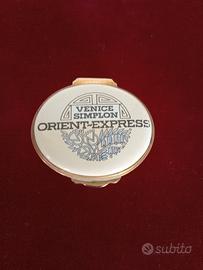 VENICE
SIMPLON
ORIENT-EXPRESS
subito